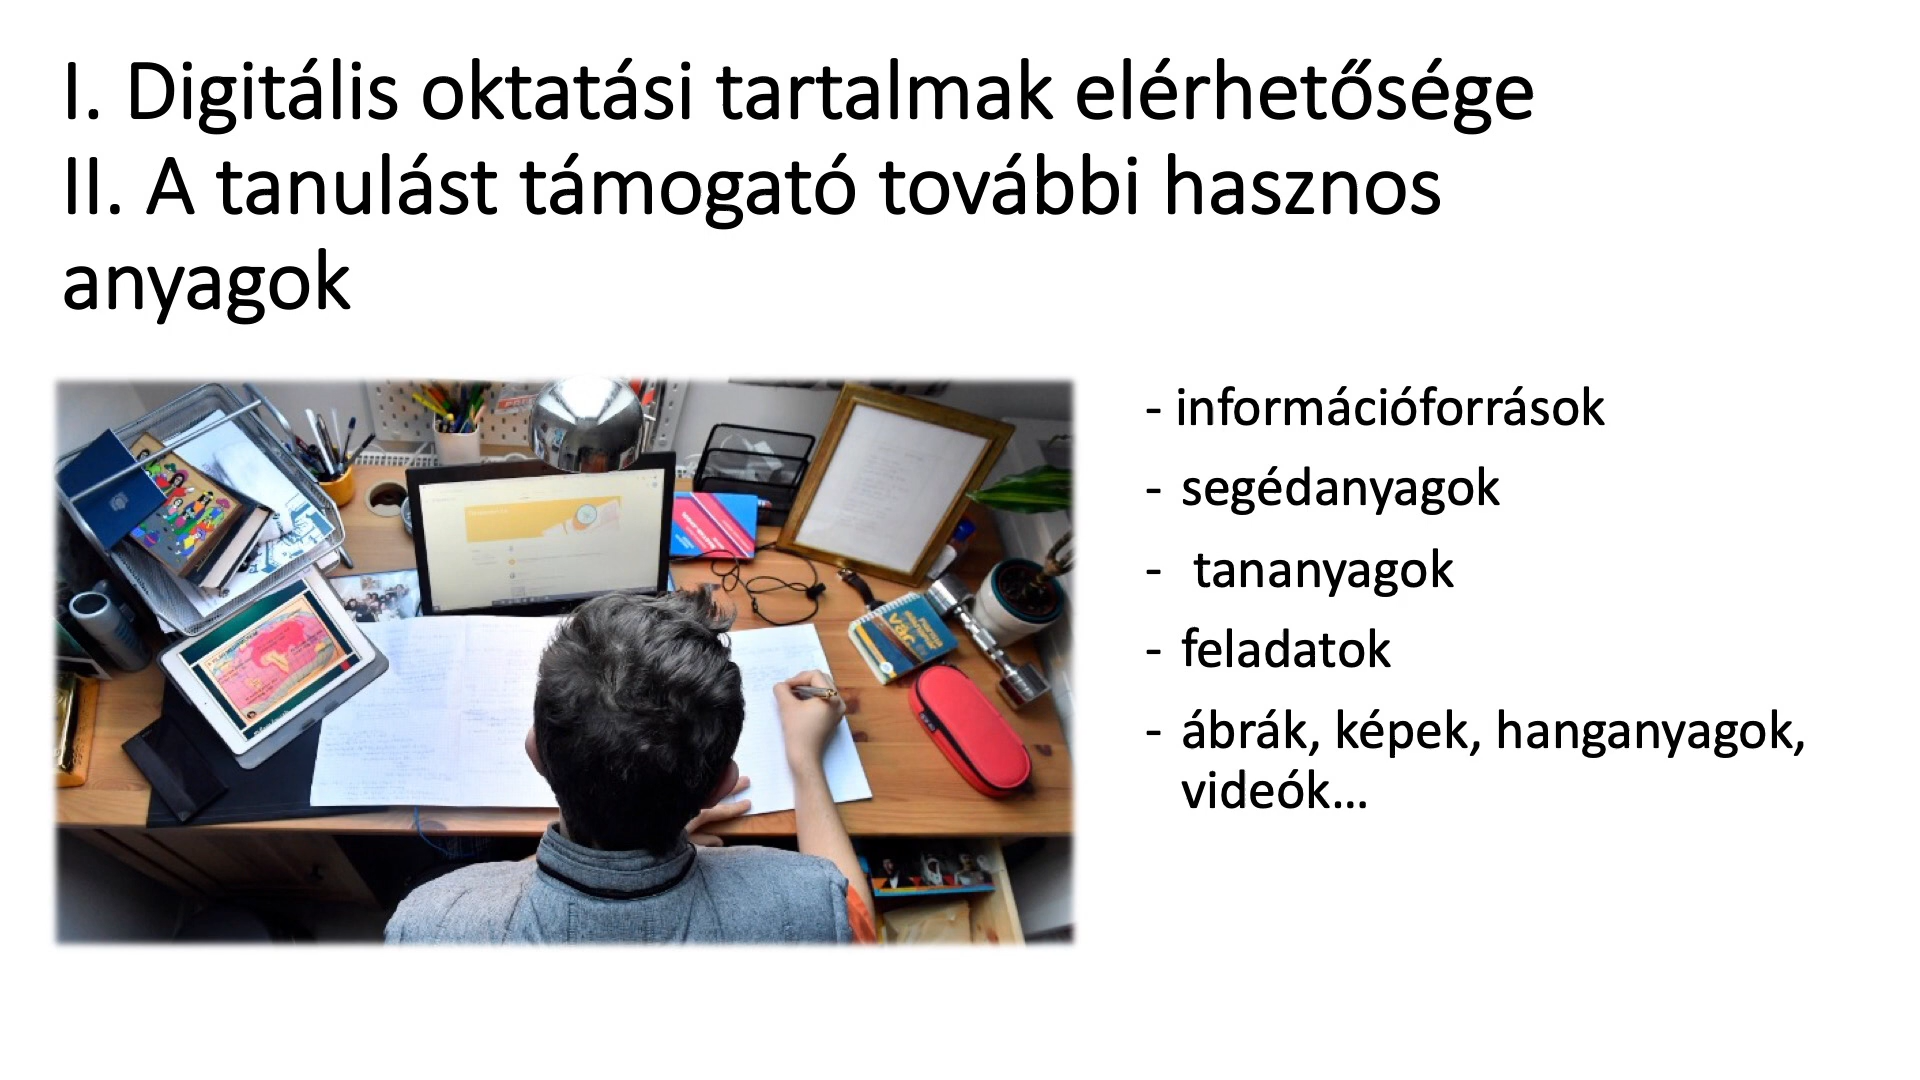 I. Digitális oktatási tartalmak elérhetősége
II. A tanulást támogató további hasznos
anyagok
- információforrások
- segédanyagok
- tananyagok
- feladatok
- ábrák, képek, hanganyagok,
videók...